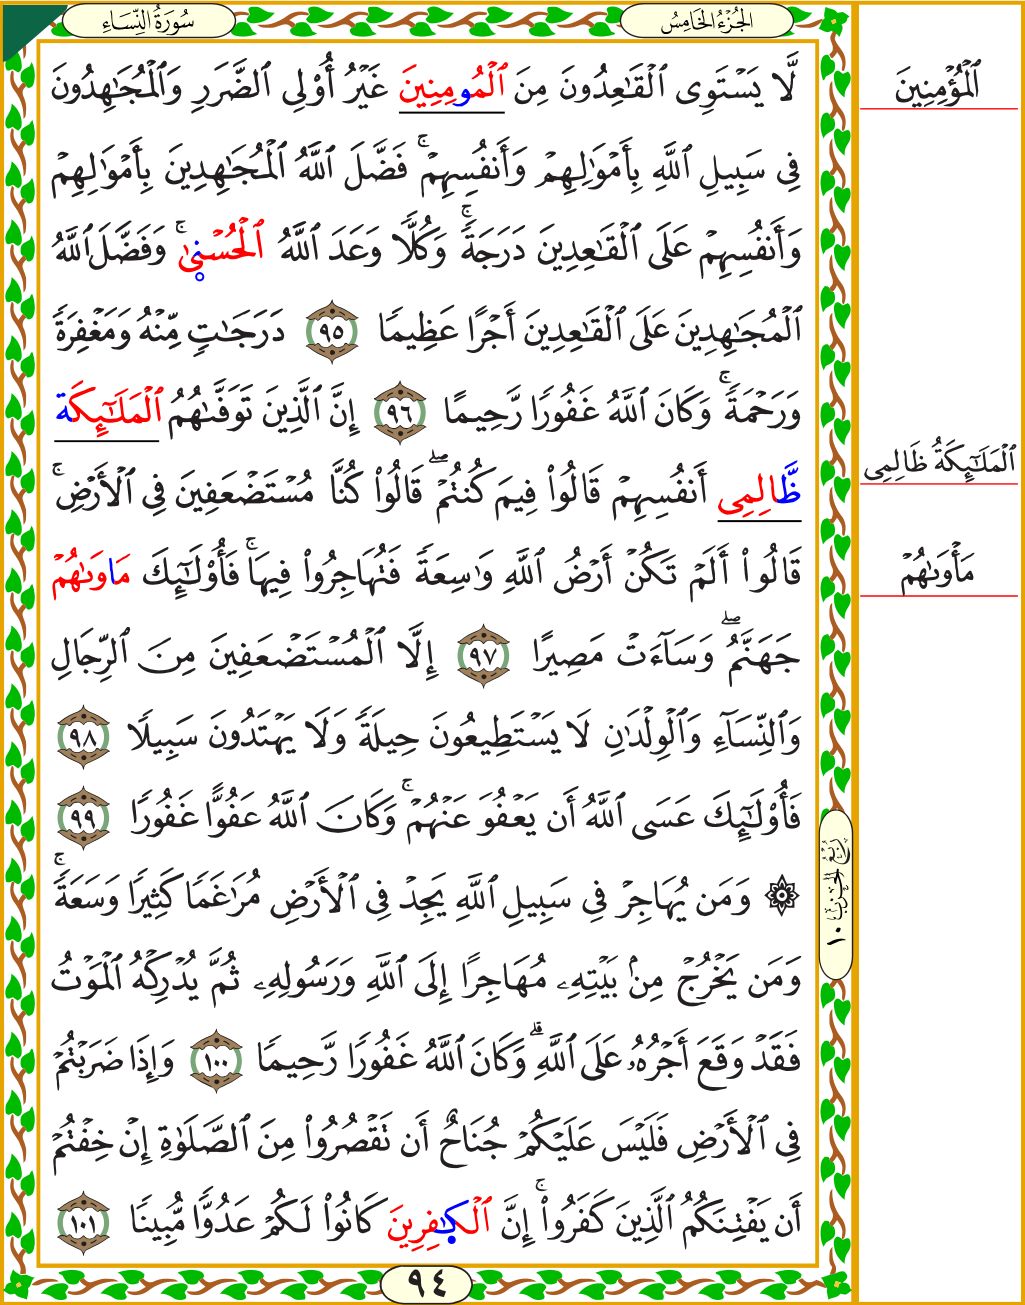 سُورَةُ النِّسَاءِ
الجُزْءُ الخَامِسُ
لَّا يَسْتَوِى ٱلْقَٰعِدُونَ مِنَ ٱلْمُومِنِينَ غَيْرُ أُو۟لِى ٱلضَّرَرِ وَٱلْمُجَٰهِدُونَ
فِى سَبِيلِ ٱللَّهِ بِأَمْوَٰلِهِمْ وَأَنفُسِهِمْ ۚ فَضَّلَ ٱللَّهُ ٱلْمُجَٰهِدِينَ بِأَمْوَٰلِهِمْ
وَأَنفُسِهِمْ عَلَى ٱلْقَٰعِدِينَ دَرَجَةً ۚ وَكُلًّا وَعَدَ ٱللَّهُ ٱلْحُسْنىٰ ۚ وَفَضَّلَ ٱللَّهُ
ٱلْمُجَٰهِدِينَ عَلَى ٱلْقَٰعِدِينَ أَجْرًا عَظِيمًا ٩٥ دَرَجَٰتٍ مِّنْهُ وَمَغْفِرَةً
وَرَحْمَةً ۚ وَكَانَ ٱللَّهُ غَفُورًا رَّحِيمًا ٩٦ إِنَّ ٱلَّذِينَ تَوَفَّىٰهُمُ ٱلْمَلَٰٓئِكَة
ظَّالِمِى أَنفُسِهِمْ قَالُوا۟ فِيمَ كُنتُمْ ۖ قَالُوا۟ كُنَّا مُسْتَضْعَفِينَ فِى ٱلْأَرْضِ ۚ
قَالُوٓا۟ أَلَمْ تَكُنْ أَرْضُ ٱللَّهِ وَٰسِعَةً فَتُهَاجِرُوا۟ فِيهَا ۚ فَأُو۟لَٰٓئِكَ مَاوَىٰهُمْ
جَهَنَّمُ ۖ وَسَآءَتْ مَصِيرًا ٩٧ إِلَّا ٱلْمُسْتَضْعَفِينَ مِنَ ٱلرِّجَالِ
وَٱلنِّسَآءِ وَٱلْوِلْدَٰنِ لَا يَسْتَطِيعُونَ حِيلَةً وَلَا يَهْتَدُونَ سَبِيلًا ٩٨
فَأُو۟لَٰٓئِكَ عَسَى ٱللَّهُ أَن يَعْفُوَ عَنْهُمْ ۚ وَكَانَ ٱللَّهُ عَفُوًّا غَفُورًا ٩٩
۞ وَمَن يُهَاجِرْ فِى سَبِيلِ ٱللَّهِ يَجِدْ فِى ٱلْأَرْضِ مُرَٰغَمًا كَثِيرًا وَسَعَةً ۚ
وَمَن يَخْرُجْ مِنۢ بَيْتِهِۦ مُهَاجِرًا إِلَى ٱللَّهِ وَرَسُولِهِۦ ثُمَّ يُدْرِكْهُ ٱلْمَوْتُ
فَقَدْ وَقَعَ أَجْرُهُۥ عَلَى ٱللَّهِ ۗ وَكَانَ ٱللَّهُ غَفُورًا رَّحِيمًا ١٠٠ وَإِذَا ضَرَبْتُمْ
فِى ٱلْأَرْضِ فَلَيْسَ عَلَيْكُمْ جُنَاحٌ أَن تَقْصُرُوا۟ مِنَ ٱلصَّلَوٰةِ إِنْ خِفْتُمْ
أَن يَفْتِنَكُمُ ٱلَّذِينَ كَفَرُوٓا۟ ۚ إِنَّ ٱلْكَٰفِرِينَ كَانُوا۟ لَكُمْ عَدُوًّا مُّبِينًا ١٠١
ٱلْمُؤْمِنِينَ
ٱلْمَلَٰٓئِكَةُ ظَالِمِى
مَأْوَىٰهُمْ
رُبْعُ الحِزْبِ ١٠
٩٤